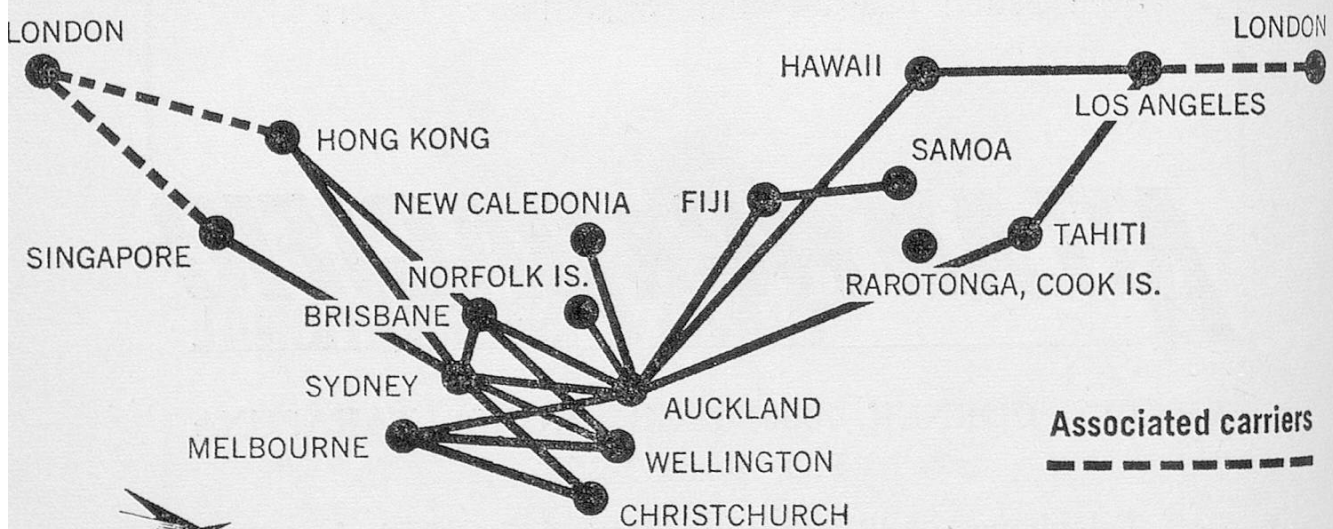 LONDON
LONDON
HAWAII
LOS ANGELES
HONG KONG
SAMOA
NEW CALEDONIA
FIJI
TAHITI
SINGAPORE
NORFOLK IS.
RAROTONGA, COOK IS.
BRISBANE
SYDNEY
AUCKLAND
Associated carriers
MELBOURNE
WELLINGTON
CHRISTCHURCH